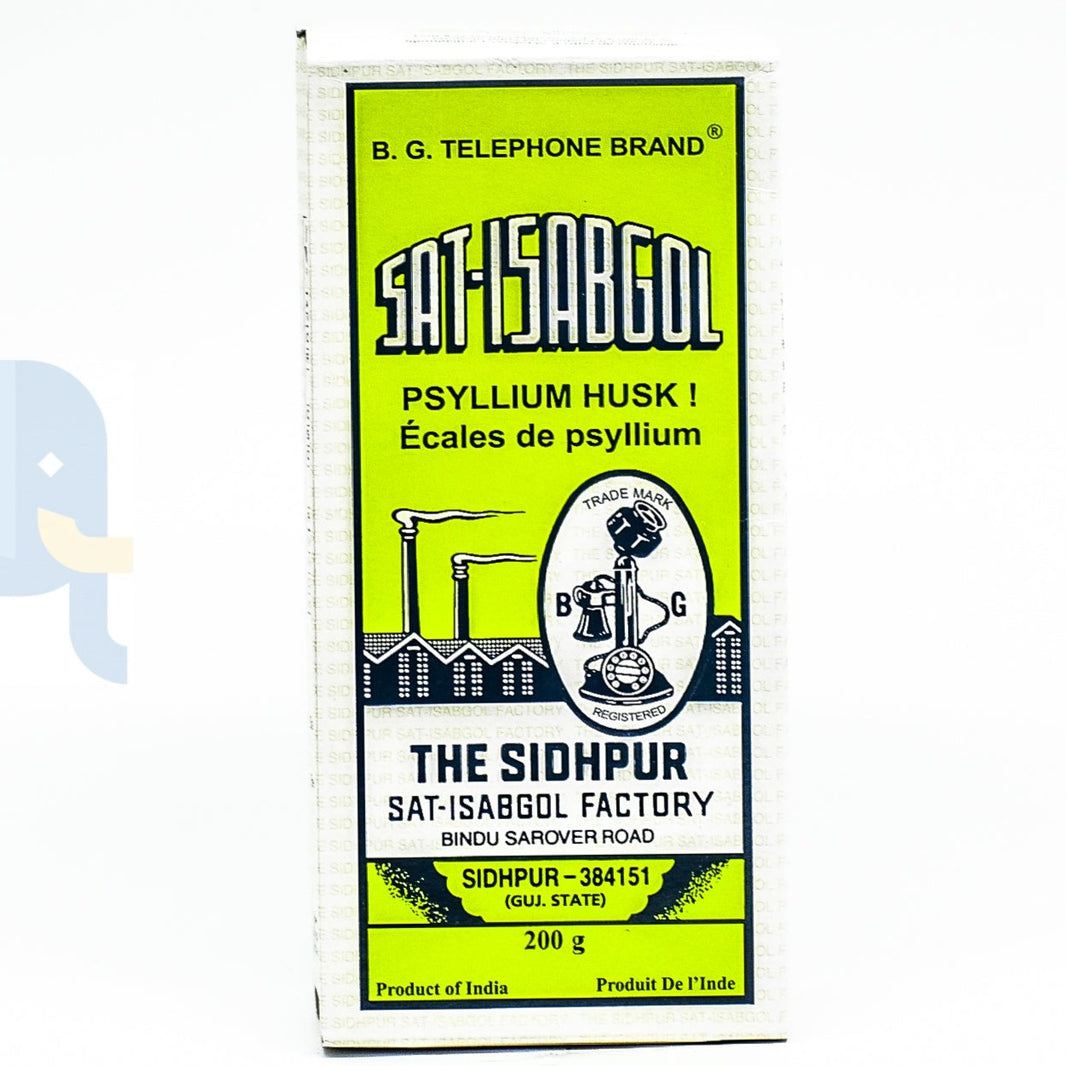 B. G. TELEPHONE BRAND®
SAT-ISABGOL
PSYLLIUM HUSK !
Écales de psyllium
TRADE MARK
B G
REGISTERED
THE SIDHPUR
SAT-ISABGOL FACTORY
BINDU SAROVER ROAD
SIDHPUR - 384151
(GUJ. STATE)
200 g
Product of India Produit De l'Inde